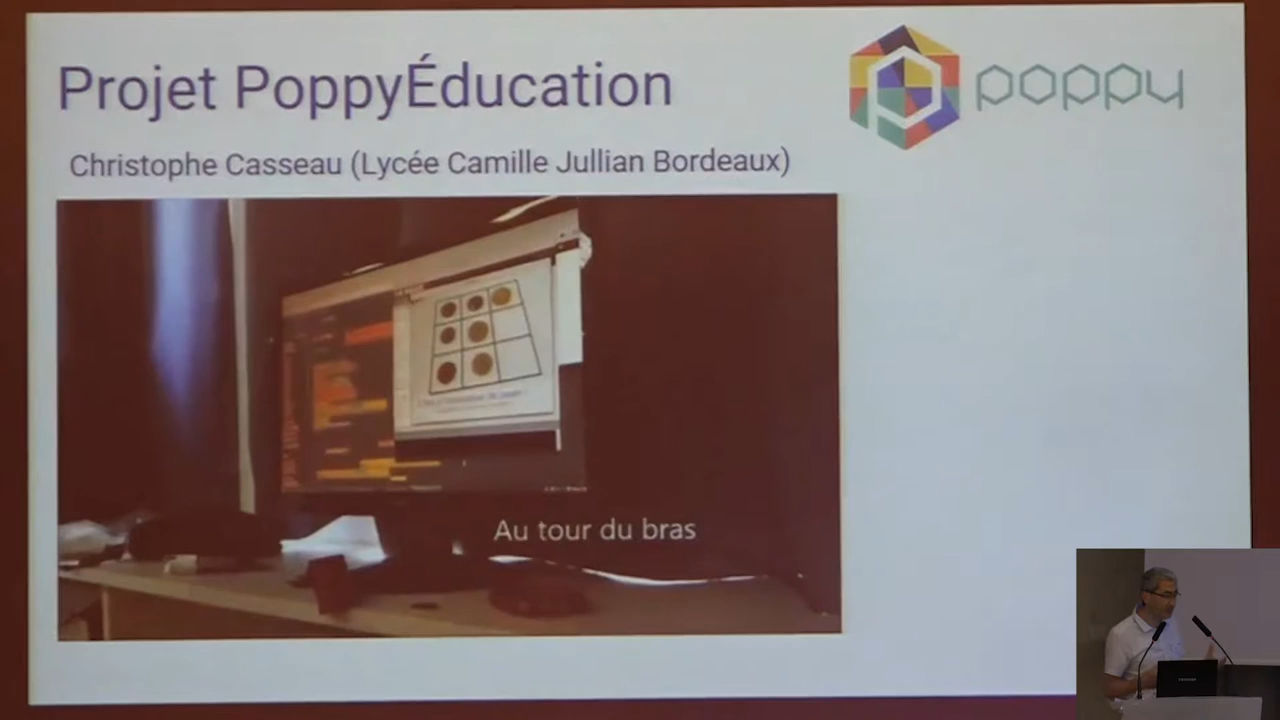 Projet PoppyÉducation
poppy
Christophe Casseau (Lycée Camille Jullian Bordeaux)
Au tour du bras